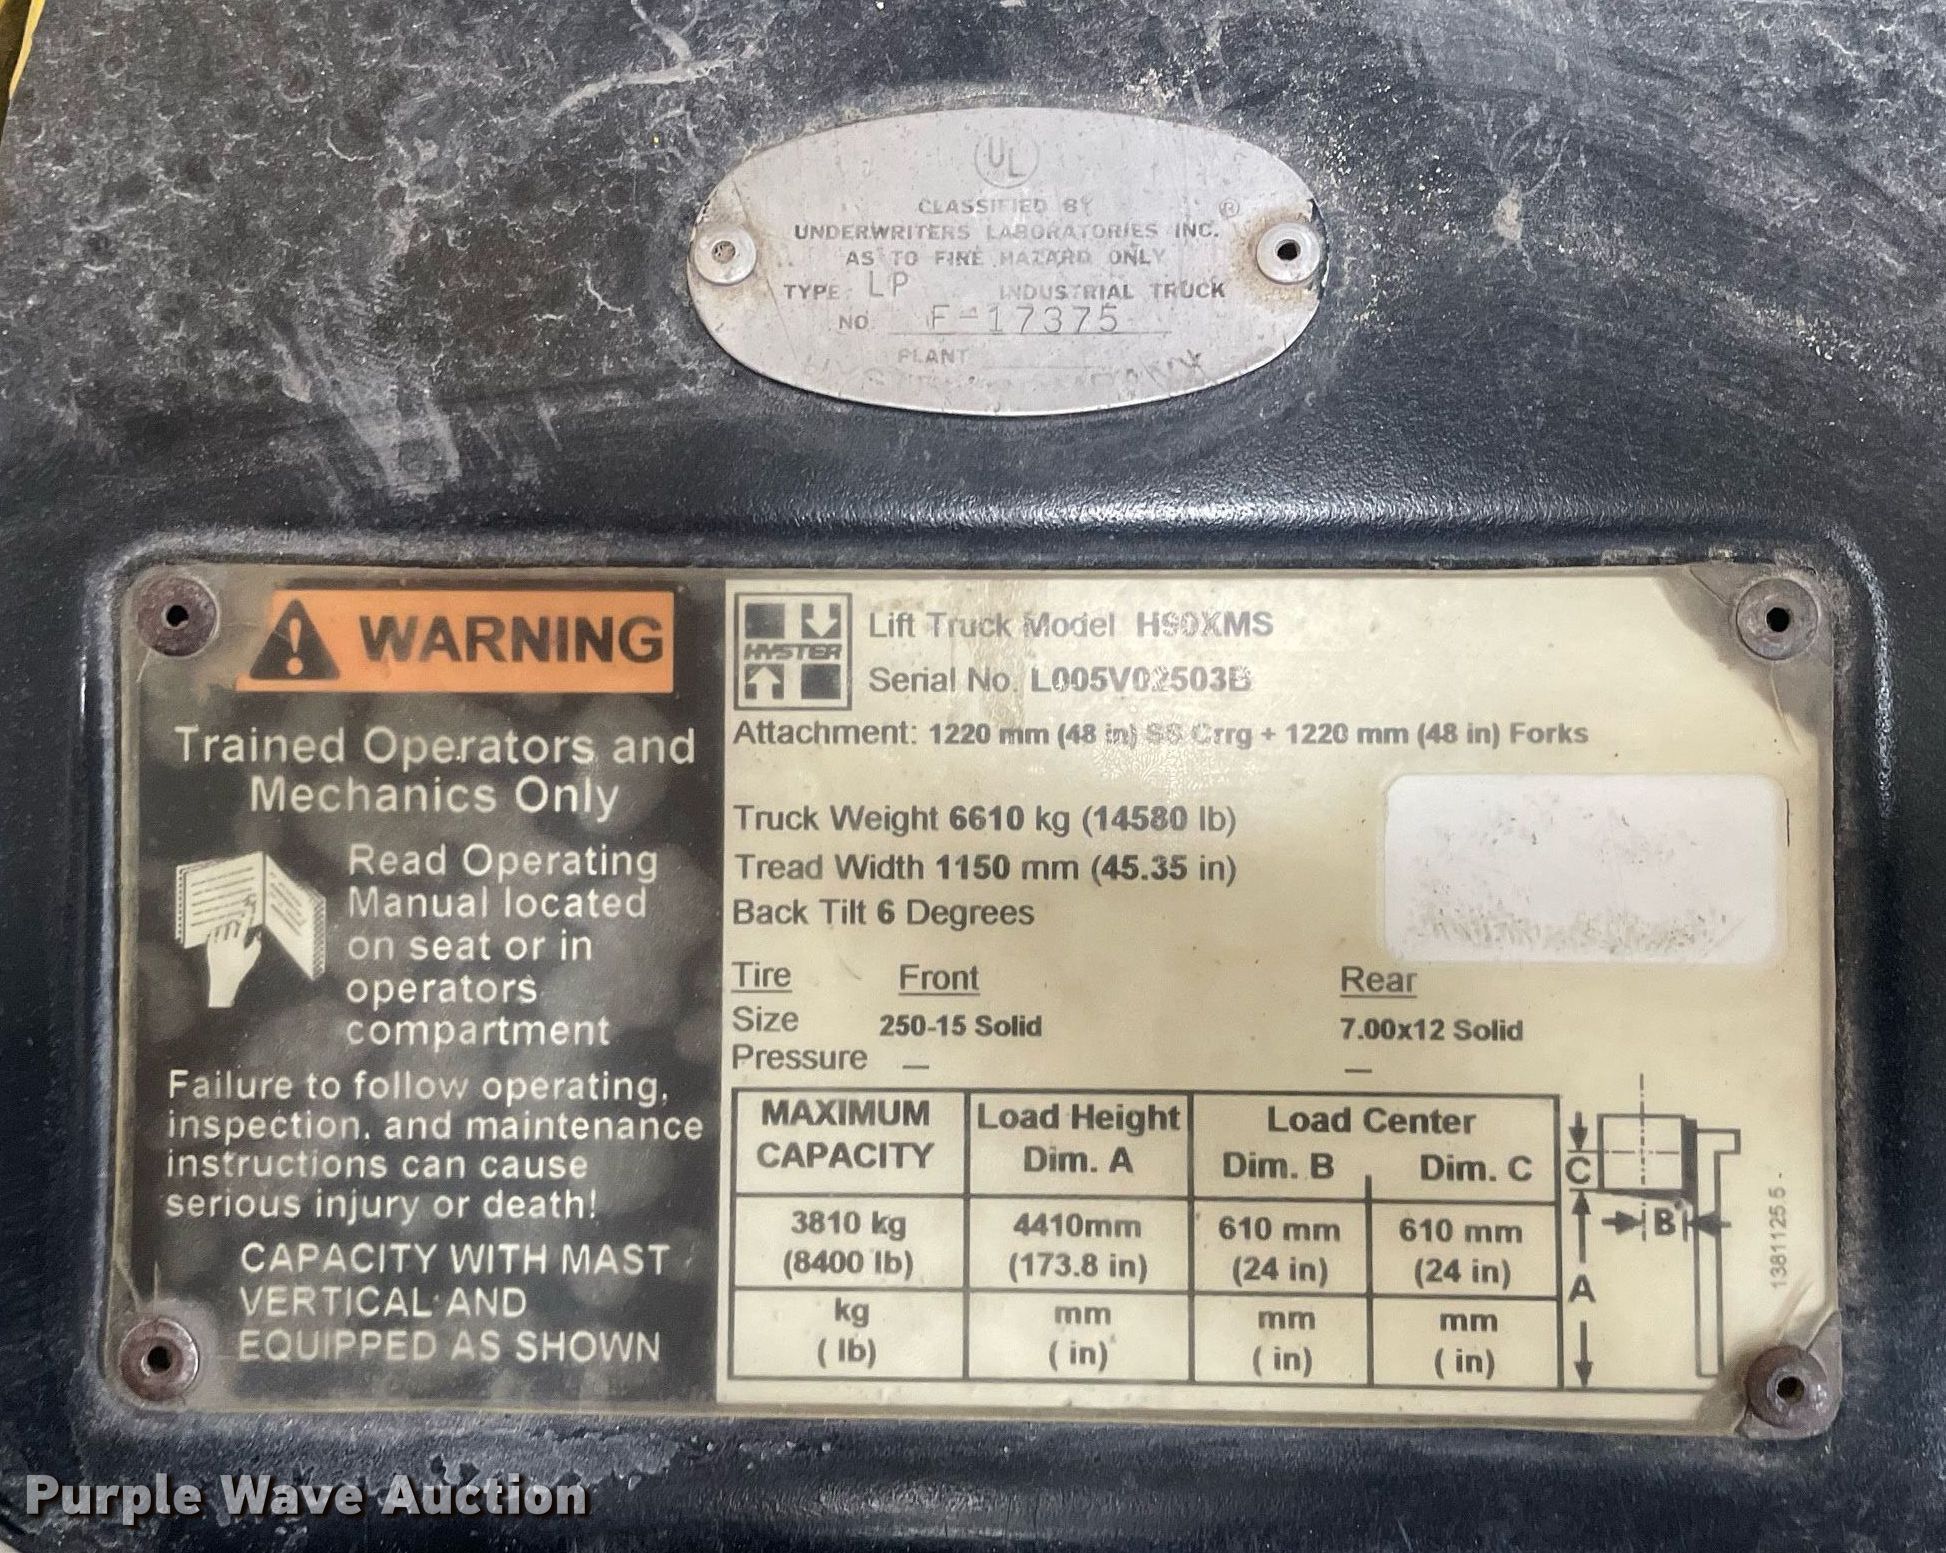 UL
CLASSIFIED BY ®
UNDERWRITERS LABORATORIES INC.
AS TO FIRE HAZARD ONLY
TYPE LP INDUSTRIAL TRUCK
NO. F-17375
PLANT
WARNING
Trained Operators and
Mechanics Only
Read Operating
Manual located
on seat or in
operators
compartment
Failure to follow operating,
inspection, and maintenance
instructions can cause
serious injury or death!
CAPACITY WITH MAST
VERTICAL AND
EQUIPPED AS SHOWN
HYSTER
Lift Truck Model H90XMS
Serial No. L005V02503B
Attachment: 1220 mm (48 in) SS Crrg + 1220 mm (48 in) Forks
Truck Weight 6610 kg (14580 lb)
Tread Width 1150 mm (45.35 in)
Back Tilt 6 Degrees
Tire Front Rear
Size 250-15 Solid 7.00x12 Solid
Pressure — —
MAXIMUM Load Height Load Center
CAPACITY Dim. A Dim. B Dim. C
3810 kg 4410mm 610 mm 610 mm
(8400 lb) (173.8 in) (24 in) (24 in)
kg mm mm mm
( lb) ( in) ( in) ( in)
C
B
A
1381125 5 -
Purple Wave Auction